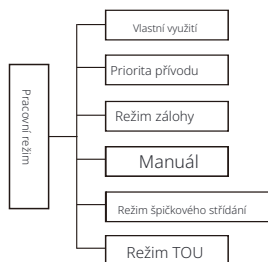 Pracovní režim
Vlastní využití
Priorita přívodu
Režim zálohy
Manuál
Režim špičkového střídání
Režim TOU